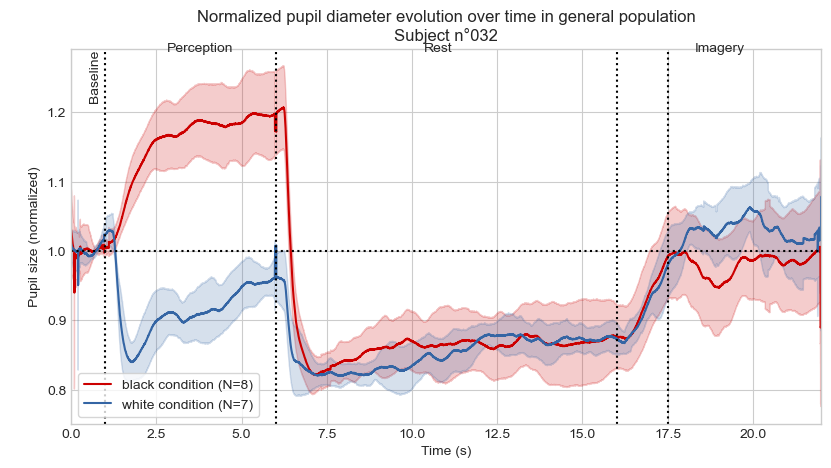 Normalized pupil diameter evolution over time in general population
Subject n°032
Baseline
Perception
Rest
Imagery
Pupil size (normalized)
1.2
1.1
1.0
0.9
0.8
black condition (N=8)
white condition (N=7)
0.0
2.5
5.0
7.5
10.0
12.5
15.0
17.5
20.0
Time (s)